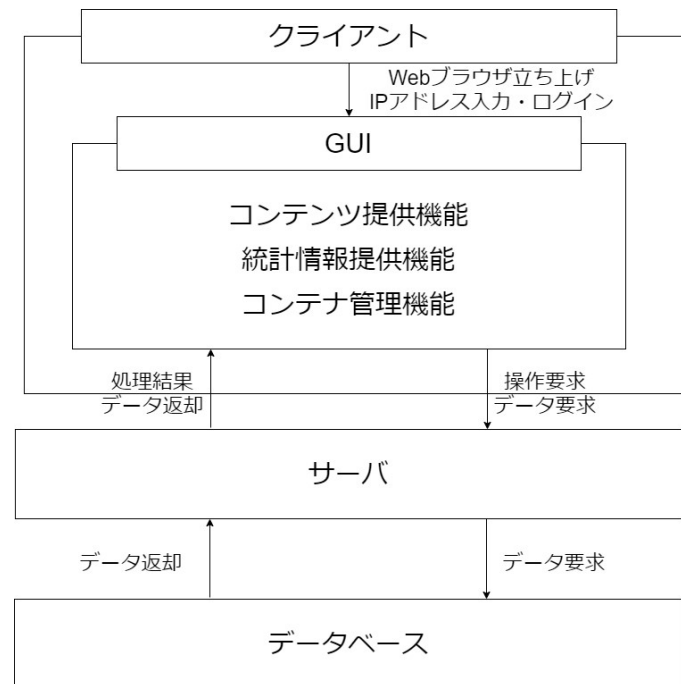 クライアント
Webブラウザ立ち上げ
IPアドレス入力・ログイン
GUI
コンテンツ提供機能
統計情報提供機能
コンテナ管理機能
処理結果
データ返却
操作要求
データ要求
サーバ
データ返却
データ要求
データベース